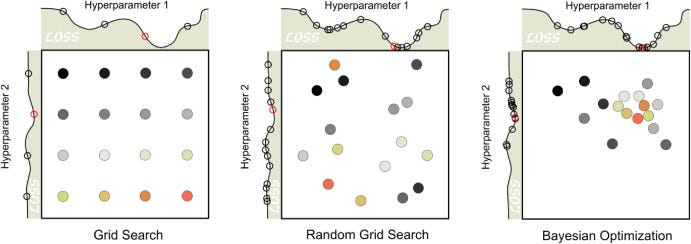 Hyperparameter 1
LOSS
Hyperparameter 2
LOSS
Grid Search
Hyperparameter 1
LOSS
Hyperparameter 2
LOSS
Random Grid Search
Hyperparameter 1
LOSS
Hyperparameter 2
LOSS
Bayesian Optimization